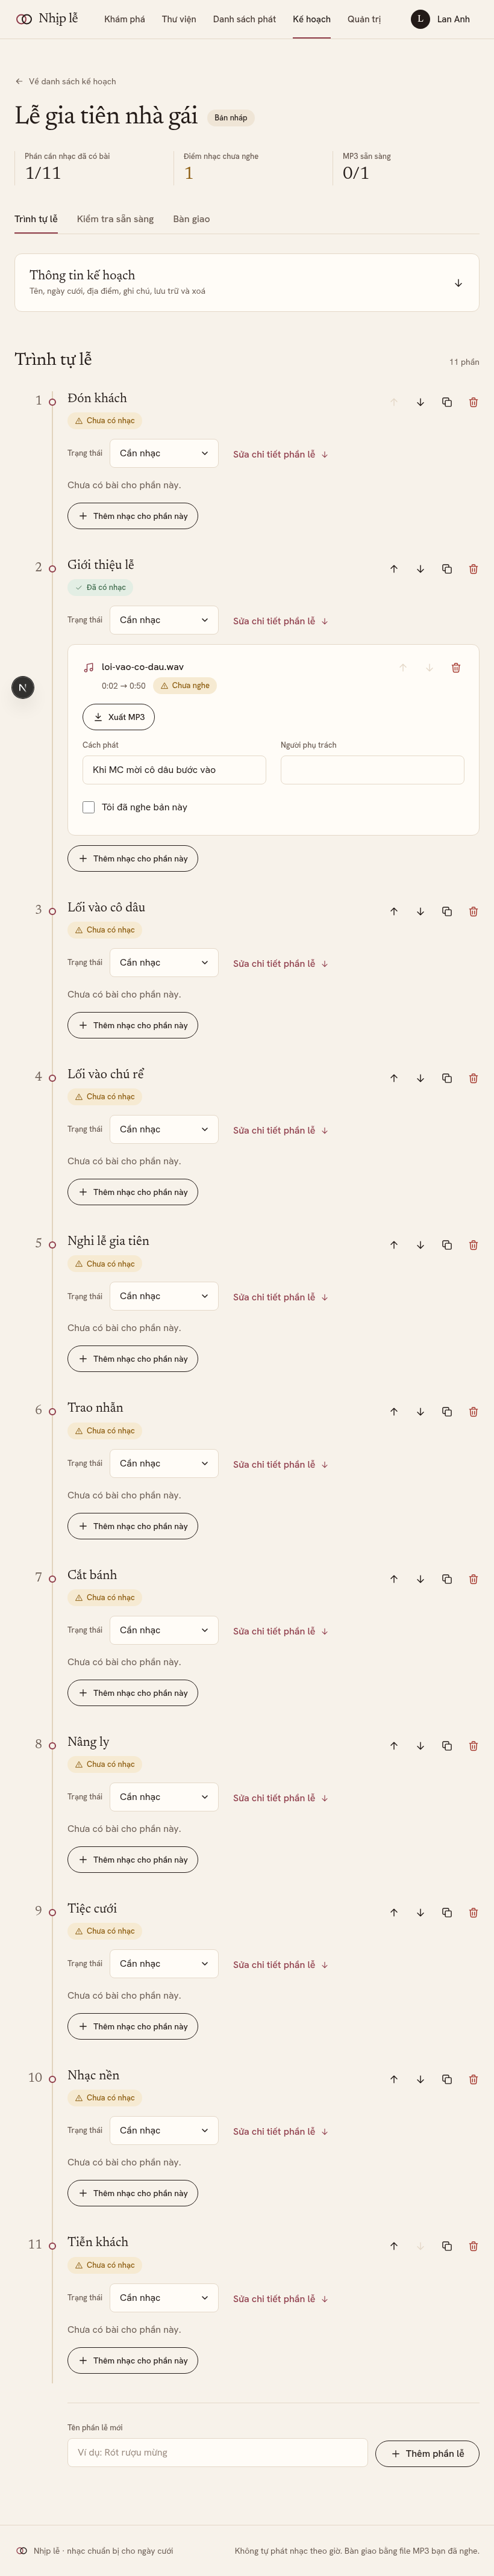 Nhịp lễ
Khám phá Thư viện Danh sách phát Kế hoạch Quản trị L Lan Anh
Về danh sách kế hoạch
Lễ gia tiên nhà gái Bản nháp
Phần cần nhạc đã có bài Điểm nhạc chưa nghe MP3 sẵn sàng
1/11 1 0/1
Trình tự lễ Kiểm tra sẵn sàng Bàn giao
Thông tin kế hoạch
Tên, ngày cưới, địa điểm, ghi chú, lưu trữ và xoá
Trình tự lễ 11 phần
1 Đón khách
Chưa có nhạc
Trạng thái Cần nhạc Sửa chi tiết phần lễ
Chưa có bài cho phần này.
Thêm nhạc cho phần này
2 Giới thiệu lễ
Đã có nhạc
Trạng thái Cần nhạc Sửa chi tiết phần lễ
N
loi-vao-co-dau.wav
0:02 → 0:50 Chưa nghe
Xuất MP3
Cách phát Người phụ trách
Khi MC mời cô dâu bước vào
Tôi đã nghe bản này
Thêm nhạc cho phần này
3 Lối vào cô dâu
Chưa có nhạc
Trạng thái Cần nhạc Sửa chi tiết phần lễ
Chưa có bài cho phần này.
Thêm nhạc cho phần này
4 Lối vào chú rể
Chưa có nhạc
Trạng thái Cần nhạc Sửa chi tiết phần lễ
Chưa có bài cho phần này.
Thêm nhạc cho phần này
5 Nghi lễ gia tiên
Chưa có nhạc
Trạng thái Cần nhạc Sửa chi tiết phần lễ
Chưa có bài cho phần này.
Thêm nhạc cho phần này
6 Trao nhẫn
Chưa có nhạc
Trạng thái Cần nhạc Sửa chi tiết phần lễ
Chưa có bài cho phần này.
Thêm nhạc cho phần này
7 Cắt bánh
Chưa có nhạc
Trạng thái Cần nhạc Sửa chi tiết phần lễ
Chưa có bài cho phần này.
Thêm nhạc cho phần này
8 Nâng ly
Chưa có nhạc
Trạng thái Cần nhạc Sửa chi tiết phần lễ
Chưa có bài cho phần này.
Thêm nhạc cho phần này
9 Tiệc cưới
Chưa có nhạc
Trạng thái Cần nhạc Sửa chi tiết phần lễ
Chưa có bài cho phần này.
Thêm nhạc cho phần này
10 Nhạc nền
Chưa có nhạc
Trạng thái Cần nhạc Sửa chi tiết phần lễ
Chưa có bài cho phần này.
Thêm nhạc cho phần này
11 Tiễn khách
Chưa có nhạc
Trạng thái Cần nhạc Sửa chi tiết phần lễ
Chưa có bài cho phần này.
Thêm nhạc cho phần này
Tên phần lễ mới
Ví dụ: Rót rượu mừng Thêm phần lễ
Nhịp lễ · nhạc chuẩn bị cho ngày cưới Không tự phát nhạc theo giờ. Bàn giao bằng file MP3 bạn đã nghe.